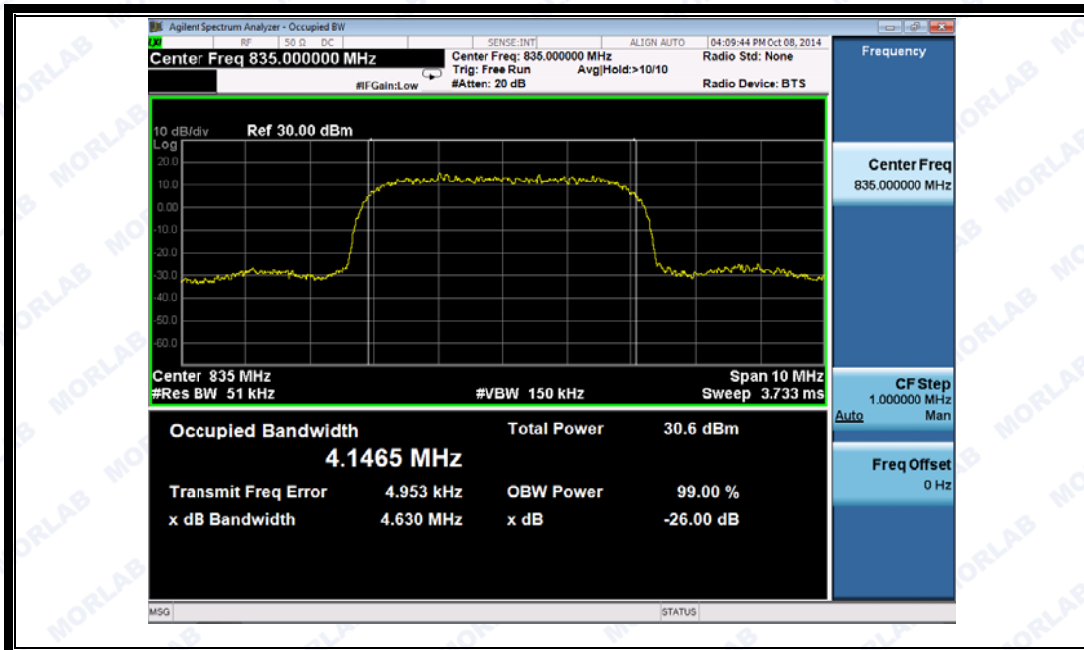 Agilent Spectrum Analyzer - Occupied BW
RF 50 Ω DC SENSE:INT ALIGN AUTO 04:09:44 PM Oct 08, 2014
Center Freq 835.000000 MHz
Center Freq: 835.000000 MHz
Radio Std: None
Trig: Free Run Avg|Hold:>10/10
#IFGain:Low #Atten: 20 dB
Radio Device: BTS
10 dB/div Ref 30.00 dBm
Log
20.0
10.0
0.00
-10.0
-20.0
-30.0
-40.0
-50.0
-60.0
Center 835 MHz
Span 10 MHz
#Res BW 51 kHz #VBW 150 kHz Sweep 3.733 ms
Occupied Bandwidth
4.1465 MHz
Total Power 30.6 dBm
Transmit Freq Error 4.953 kHz OBW Power 99.00 %
x dB Bandwidth 4.630 MHz x dB -26.00 dB
MSG STATUS
Frequency
Center Freq
835.000000 MHz
CF Step
1.000000 MHz
Auto Man
Freq Offset
0 Hz
MORLAB